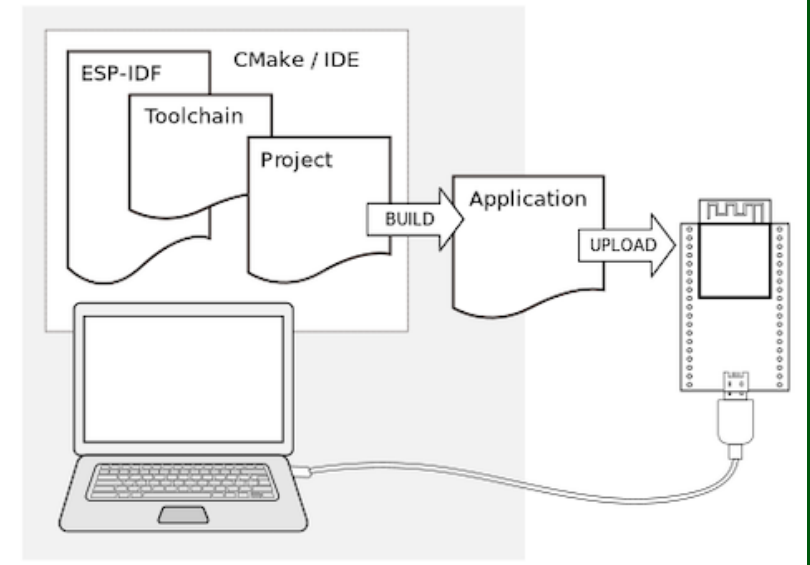 CMake / IDE
ESP-IDF
Toolchain
Project
BUILD
Application
UPLOAD